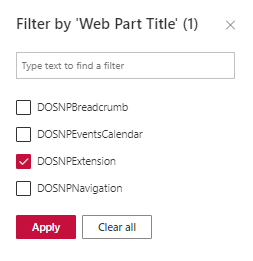 Filter by 'Web Part Title' (1)
Type text to find a filter
DOSNPBreadcrumb
DOSNPEventsCalendar
DOSNPExtension
DOSNPNavigation
Apply Clear all